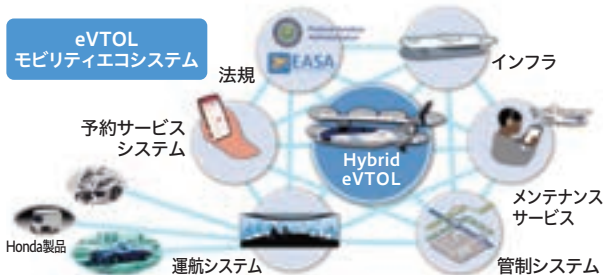 eVTOL
モビリティエコシステム
法規
EASA
インフラ
予約サービス
システム
Hybrid
eVTOL
メンテナンス
サービス
Honda製品
運航システム
管制システム